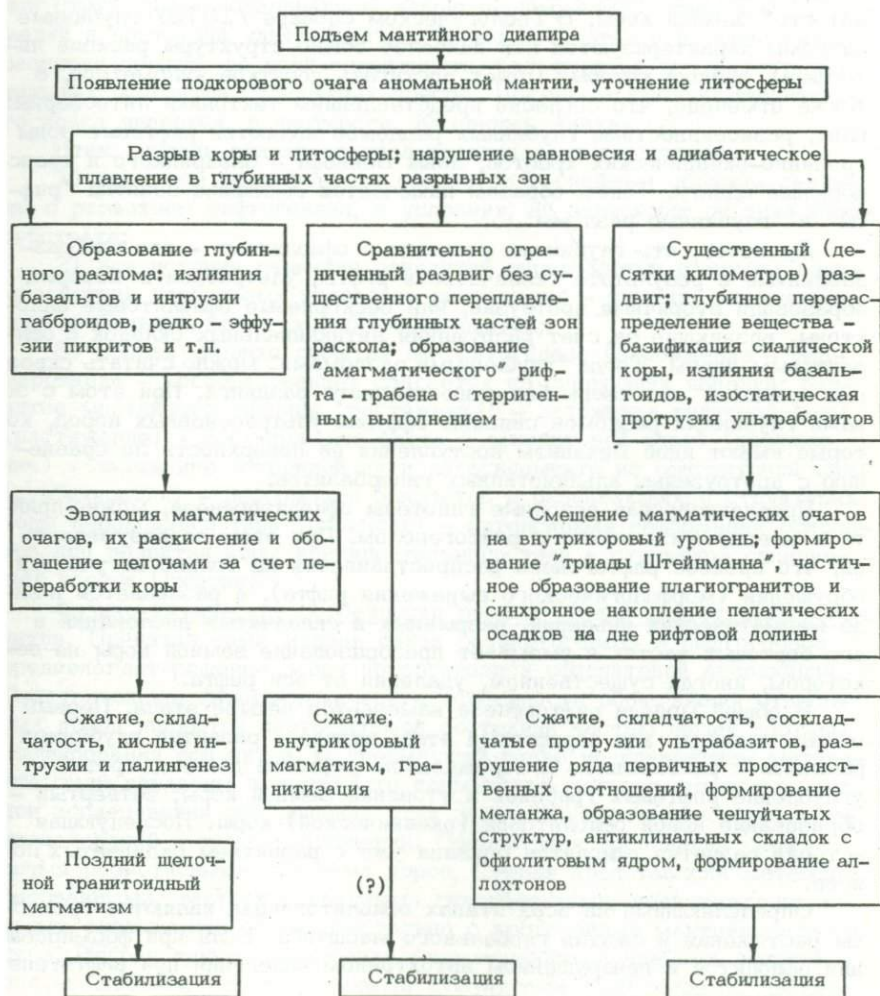 Подъем мантийного диапира
Появление подкорового очага аномальной мантии, уточнение литосферы
Разрыв коры и литосферы; нарушение равновесия и адиабатическое
плавление в глубинных частях разрывных зон
Образование глубин-
ного разлома: излияния
базальтов и интрузии
габброидов, редко – эффу-
зии пикритов и т.п.
Сравнительно огра-
ниченный раздвиг без су-
щественного переплавле-
ния глубинных частей зон
раскола; образование
"амагматического" риф-
та – грабена с терриген-
ным выполнением
Существенный (де-
сятки километров) раз-
двиг; глубинное перерас-
пределение вещества –
базификация сиалической
коры, излияния базаль-
тоидов, изостатическая
протрузия ультрабазитов
Эволюция магматических
очагов, их раскисление и обо-
гащение щелочами за счет пе-
реработки коры
Смещение магматических очагов
на внутрикоровый уровень; формиро-
вание "триады Штейманна" и частич-
ное образование плагиогранитов и
синхронное накопление пелагических
осадков на дне рифтовой долины
Сжатие, склад-
чатость, кислые ин-
трузии и палингенез
Сжатие,
внутрикоровый
магматизм, гра-
нитизация
Сжатие, складчатость,ososклад-
чатые протрузии ультрабазитов, раз-
рушение ряда первичных пространст-
венных соотношений, формирование
меланжа, образование чешуйчатых
структур, линейных складок с
офиолитовым ядром, формирование ал-
лохтонов
Поздний щелоч-
ной гранитоидный
магматизм
(?)
Стабилизация
Стабилизация
Стабилизация